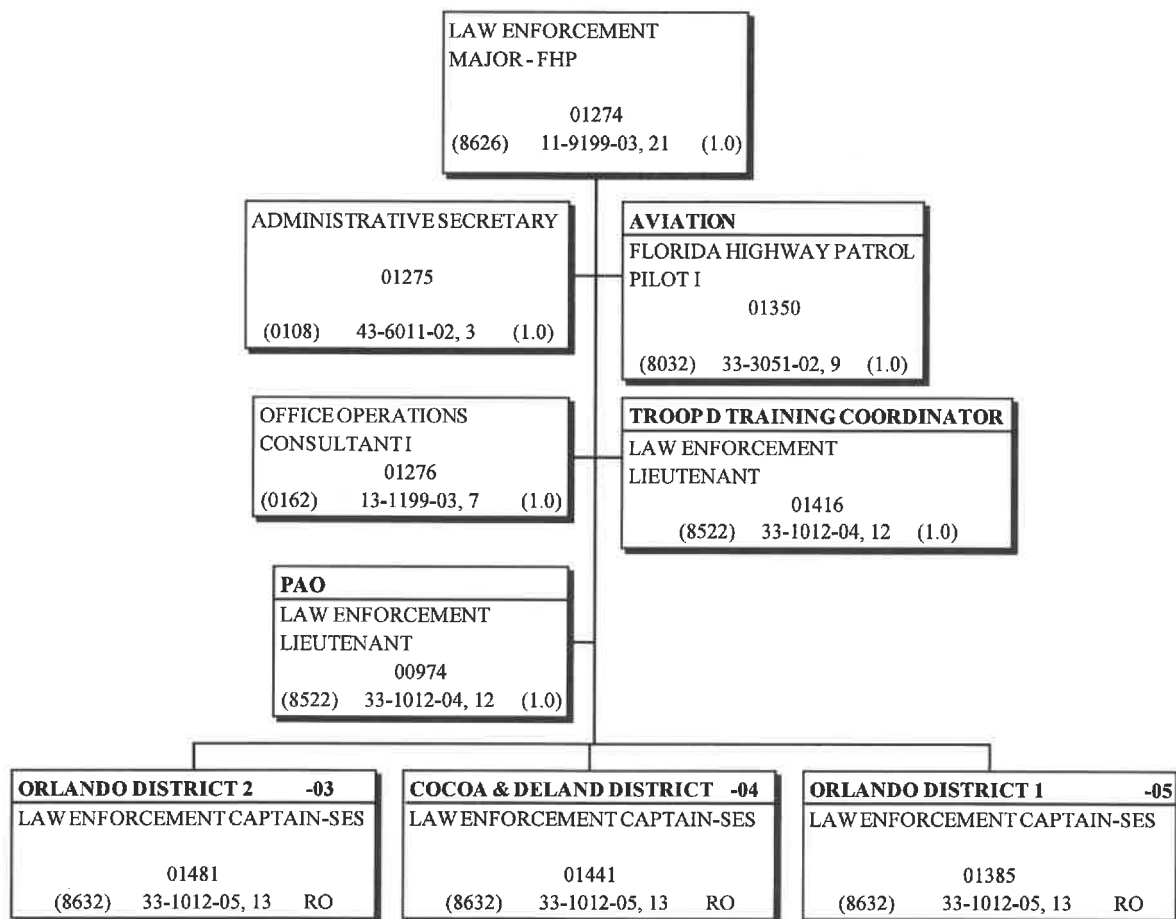 LAW ENFORCEMENT
MAJOR - FHP
01274
(8626) 11-9199-03, 21 (1.0)
ADMINISTRATIVE SECRETARY
01275
(0108) 43-6011-02, 3 (1.0)
AVIATION
FLORIDA HIGHWAY PATROL
PILOT I
01350
(8032) 33-3051-02, 9 (1.0)
OFFICE OPERATIONS
CONSULTANT I
01276
(0162) 13-1199-03, 7 (1.0)
TROOP D TRAINING COORDINATOR
LAW ENFORCEMENT
LIEUTENANT
01416
(8522) 33-1012-04, 12 (1.0)
PAO
LAW ENFORCEMENT
LIEUTENANT
00974
(8522) 33-1012-04, 12 (1.0)
ORLANDO DISTRICT 2 -03
LAW ENFORCEMENT CAPTAIN-SES
01481
(8632) 33-1012-05, 13 RO
COCOA & DELAND DISTRICT -04
LAW ENFORCEMENT CAPTAIN-SES
01441
(8632) 33-1012-05, 13 RO
ORLANDO DISTRICT 1 -05
LAW ENFORCEMENT CAPTAIN-SES
01385
(8632) 33-1012-05, 13 RO